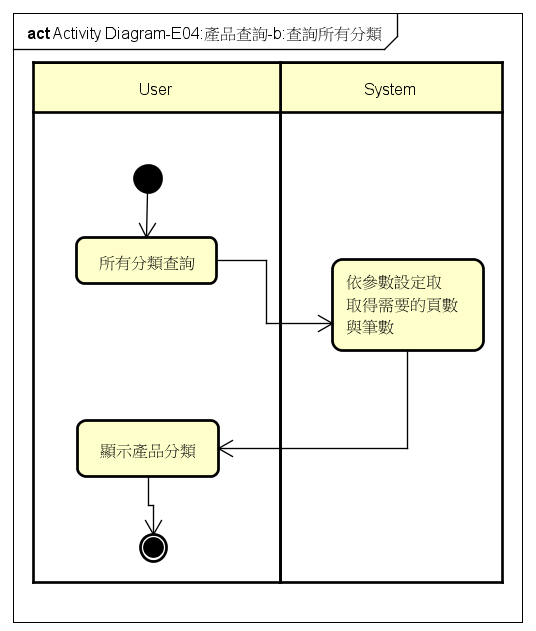 act Activity Diagram-E04:產品查詢-b:查詢所有分類
User
System
所有分類查詢
依參數設定取
取得需要的頁數
與筆數
顯示產品分類